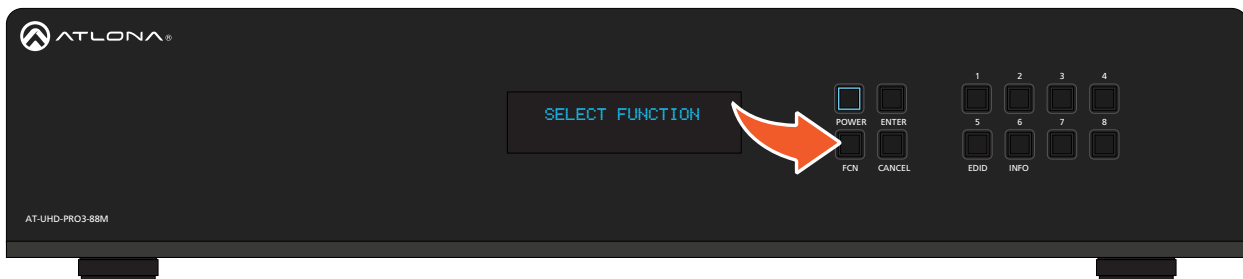 ATLONA®
1 2 3 4
SELECT FUNCTION
POWER ENTER 5 6 7 8
FCN CANCEL EDID INFO
AT-UHD-PRO3-88M